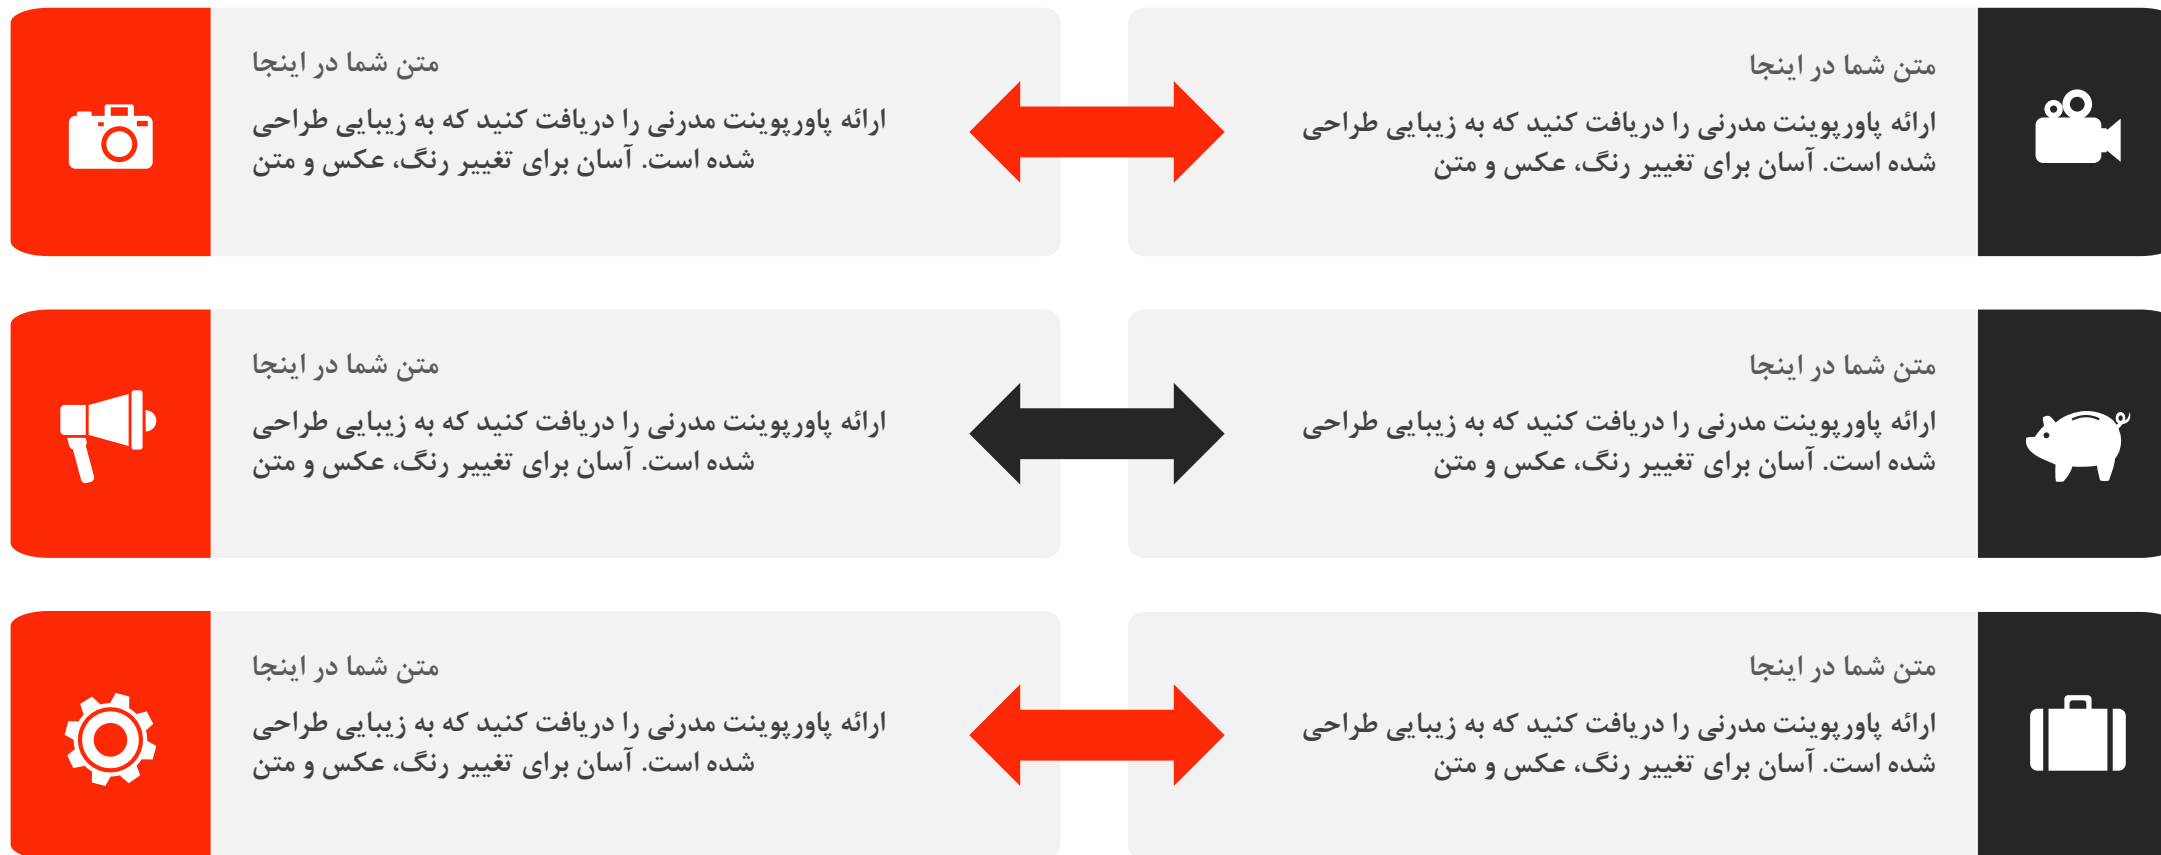 متن شما در اینجا
ارائه پاورپوینت مدرنی را دریافت کنید که به زیبایی طراحی
شده است. آسان برای تغییر رنگ، عکس و متن
متن شما در اینجا
ارائه پاورپوینت مدرنی را دریافت کنید که به زیبایی طراحی
شده است. آسان برای تغییر رنگ، عکس و متن
متن شما در اینجا
ارائه پاورپوینت مدرنی را دریافت کنید که به زیبایی طراحی
شده است. آسان برای تغییر رنگ، عکس و متن
متن شما در اینجا
ارائه پاورپوینت مدرنی را دریافت کنید که به زیبایی طراحی
شده است. آسان برای تغییر رنگ، عکس و متن
متن شما در اینجا
ارائه پاورپوینت مدرنی را دریافت کنید که به زیبایی طراحی
شده است. آسان برای تغییر رنگ، عکس و متن
متن شما در اینجا
ارائه پاورپوینت مدرنی را دریافت کنید که به زیبایی طراحی
شده است. آسان برای تغییر رنگ، عکس و متن